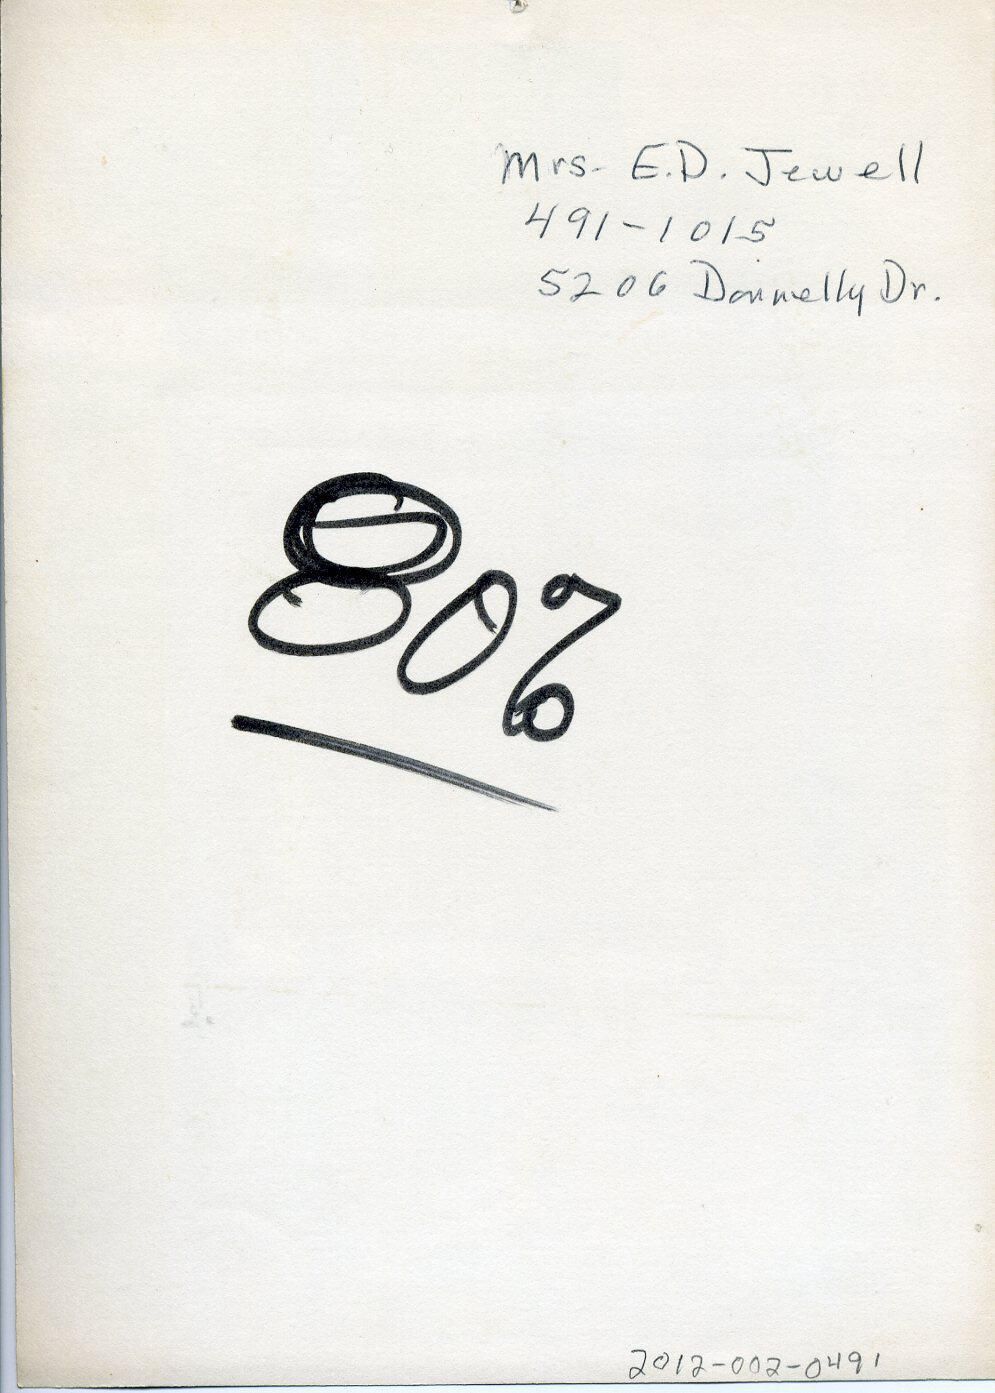 Mrs. E.D. Jewell
491-1015
5206 Donnelly Dr.
80%
2012-002-0491